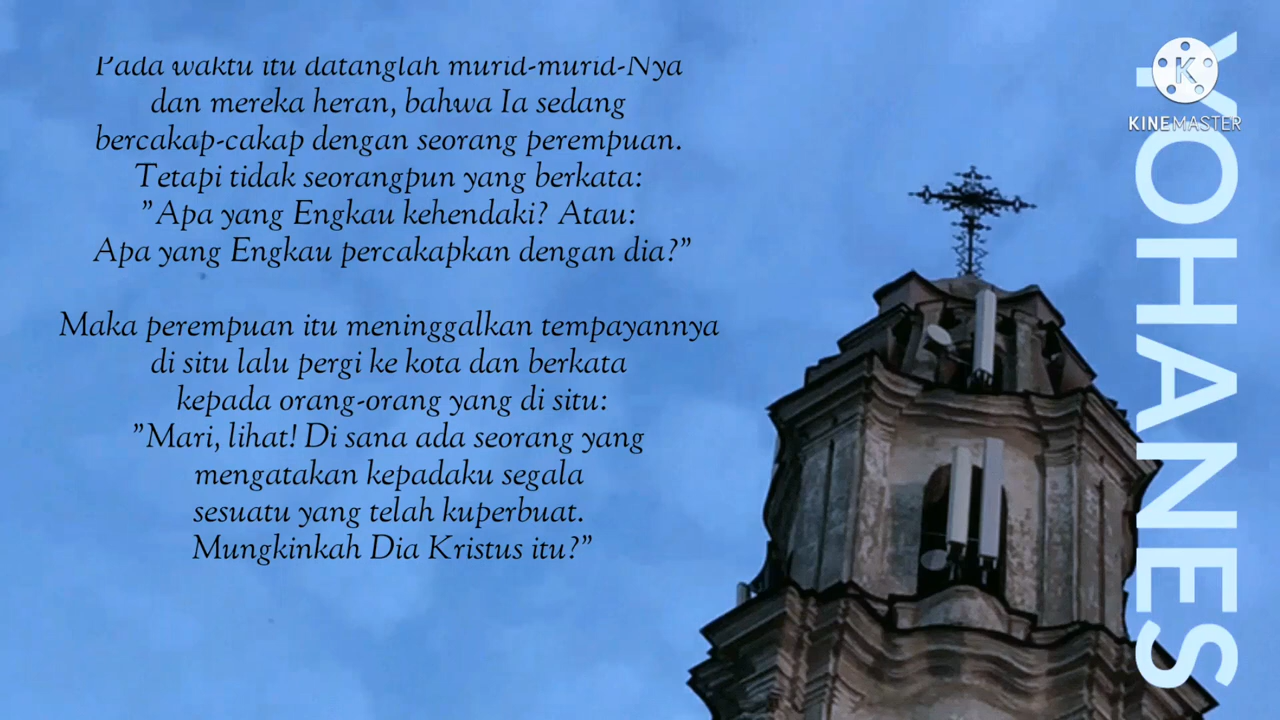 Pada waktu itu datanglah murid-murid-Nya
dan mereka heran, bahwa Ia sedang
bercakap-cakap dengan seorang perempuan.
Tetapi tidak seorangpun yang berkata:
"Apa yang Engkau kehendaki? Atau:
Apa yang Engkau percakapkan dengan dia?"
Maka perempuan itu meninggalkan tempayannya
di situ lalu pergi ke kota dan berkata
kepada orang-orang yang di situ:
"Mari, lihat! Di sana ada seorang yang
mengatakan kepadaku segala
sesuatu yang telah kuperbuat.
Mungkinkah Dia Kristus itu?"
YOHANES
K
KINEMASTER